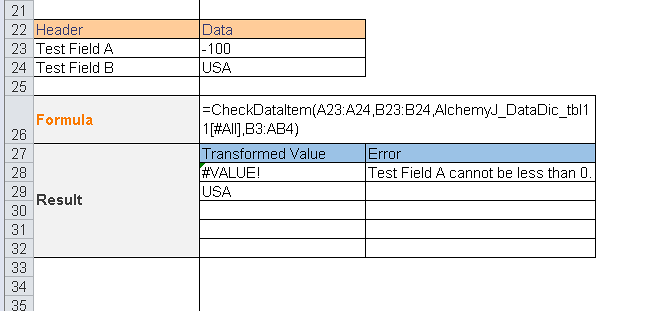 21
22 Header Data
23 Test Field A -100
24 Test Field B USA
25
=CheckDataItem(A23:A24,B23:B24,AlchemyJ_DataDic_tbl1
26 Formula 1[#All],B3:AB4)
27 Transformed Value Error
28 #VALUE! Test Field A cannot be less than 0.
29 USA
Result
30
31
32
33
34
35